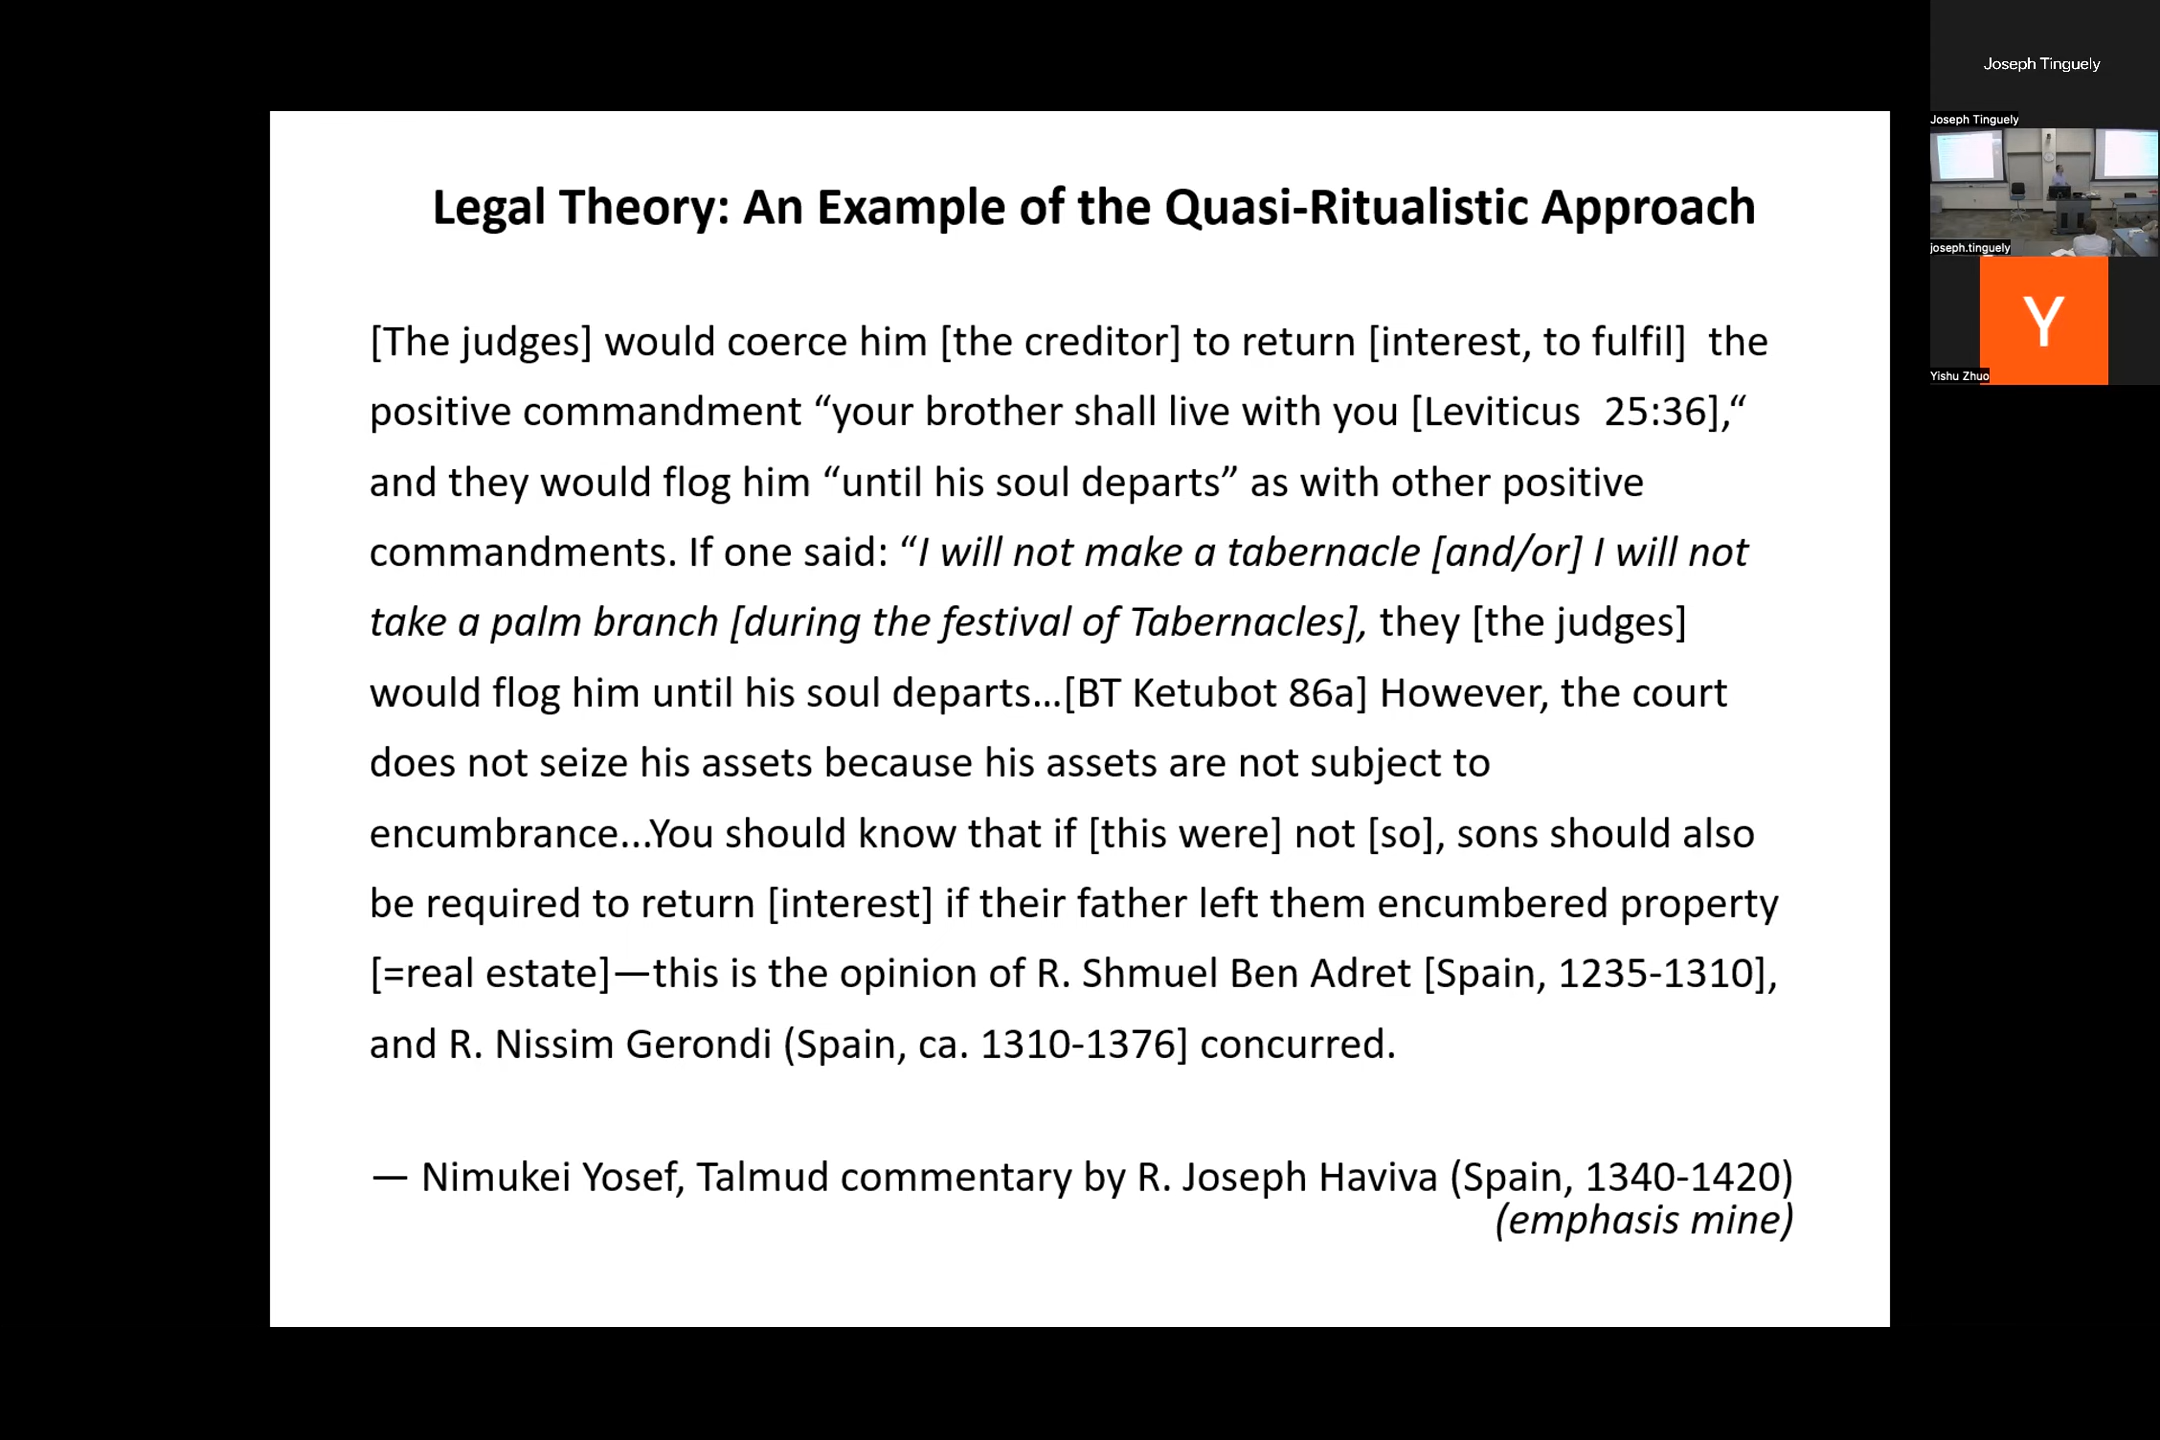 Legal Theory: An Example of the Quasi-Ritualistic Approach
[The judges] would coerce him [the creditor] to return [interest, to fulfil]  the
positive commandment “your brother shall live with you [Leviticus  25:36],“
and they would flog him “until his soul departs” as with other positive
commandments. If one said: “I will not make a tabernacle [and/or] I will not
take a palm branch [during the festival of Tabernacles], they [the judges]
would flog him until his soul departs…[BT Ketubot 86a] However, the court
does not seize his assets because his assets are not subject to
encumbrance…You should know that if [this were] not [so], sons should also
be required to return [interest] if their father left them encumbered property
[=real estate]—this is the opinion of R. Shmuel Ben Adret [Spain, 1235-1310],
and R. Nissim Gerondi (Spain, ca. 1310-1376] concurred.
— Nimukei Yosef, Talmud commentary by R. Joseph Haviva (Spain, 1340-1420)
(emphasis mine)
Joseph Tinguely
Joseph Tinguely
joseph.tinguely
Y
Yishu Zhuo